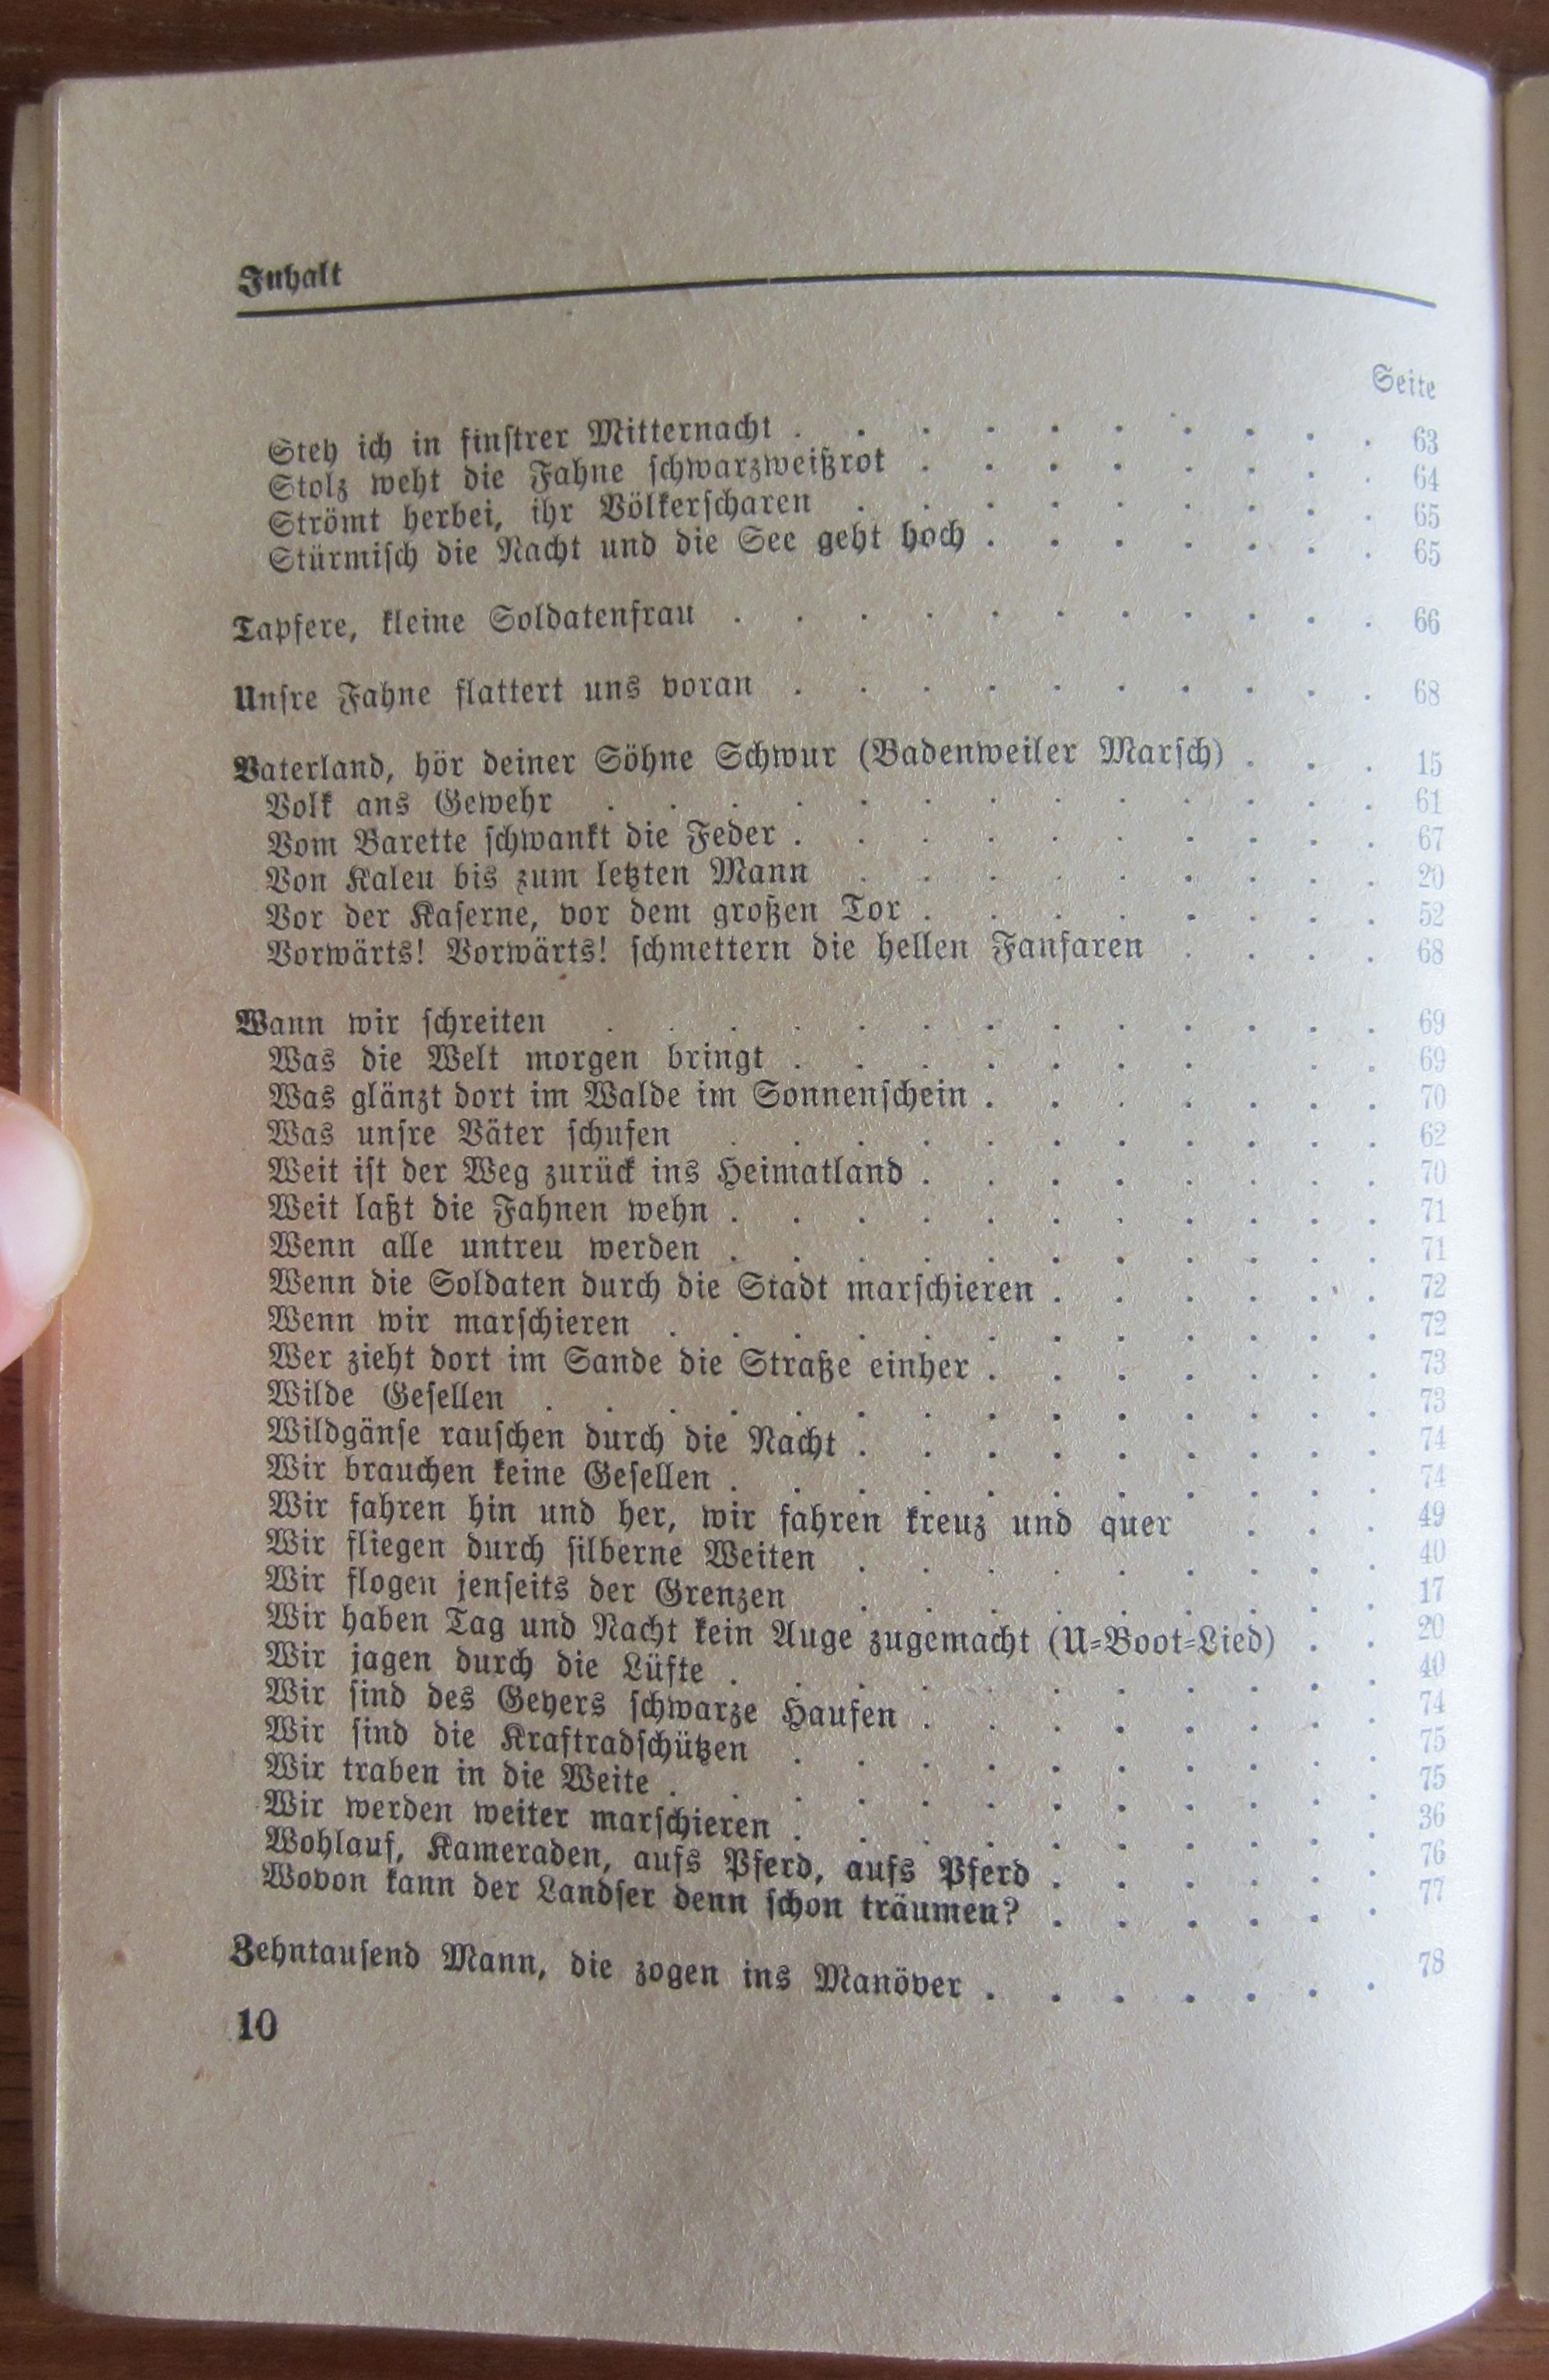 Inhalt
Seite
Steh ich in finstrer Mitternacht . . . . . . . . . . 63
Stolz weht die Fahne schwarzweißrot . . . . . . . . 64
Strömt herbei, ihr Völkerscharen . . . . . . . . . 65
Stürmisch die Nacht und die See geht hoch . . . . . . . 65
Tapfere, kleine Soldatenfrau . . . . . . . . . . . 66
Unsre Fahne flattert uns voran . . . . . . . . . . 68
Vaterland, hör deiner Söhne Schwur (Badenweiler Marsch) . . . 15
Volk ans Gewehr . . . . . . . . . . . . . 61
Vom Barette schwankt die Feder . . . . . . . . . . 67
Von Kaleu bis zum letzten Mann . . . . . . . . . 20
Vor der Kaserne, vor dem großen Tor . . . . . . . . 52
Vorwärts! Vorwärts! schmettern die hellen Fanfaren . . . . 68
Wann wir schreiten . . . . . . . . . . . . . 69
Was die Welt morgen bringt . . . . . . . . . 69
Was glänzt dort im Walde im Sonnenschein . . . . . . . 70
Was unsre Väter schufen . . . . . . . . . . . 62
Weit ist der Weg zurück ins Heimatland . . . . . . . . 70
Weit laßt die Fahnen wehn . . . . . . . . . . . 71
Wenn alle untreu werden . . . . . . . . . . . 71
Wenn die Soldaten durch die Stadt marschieren . . . . . . 72
Wenn wir marschieren . . . . . . . . . . . . 72
Wer zieht dort im Sande die Straße einher . . . . . . . 73
Wilde Gesellen . . . . . . . . . . . . . . 73
Wildgänse rauschen durch die Nacht . . . . . . . . . 74
Wir brauchen keine Gesellen . . . . . . . . . . . 74
Wir fahren hin und her, wir fahren kreuz und quer . . . 49
Wir fliegen durch silberne Weiten . . . . . . . . . 40
Wir flogen jenseits der Grenzen . . . . . . . . . 17
Wir haben Tag und Nacht kein Auge zugemacht (U-Boot-Lied) . . 20
Wir jagen durch die Lüfte . . . . . . . . . . . 40
Wir sind des Geyers schwarze Haufen . . . . . . . . 74
Wir sind die Kraftradschützen . . . . . . . . . . 75
Wir traben in die Weite . . . . . . . . . . . . 75
Wir werden weiter marschieren . . . . . . . . . . 36
Wohlauf, Kameraden, aufs Pferd, aufs Pferd . . . . . . 76
Wovon kann der Landser denn schon träumen? . . . . . . 77
Zehntausend Mann, die zogen ins Manöver . . . . . . . 78
10